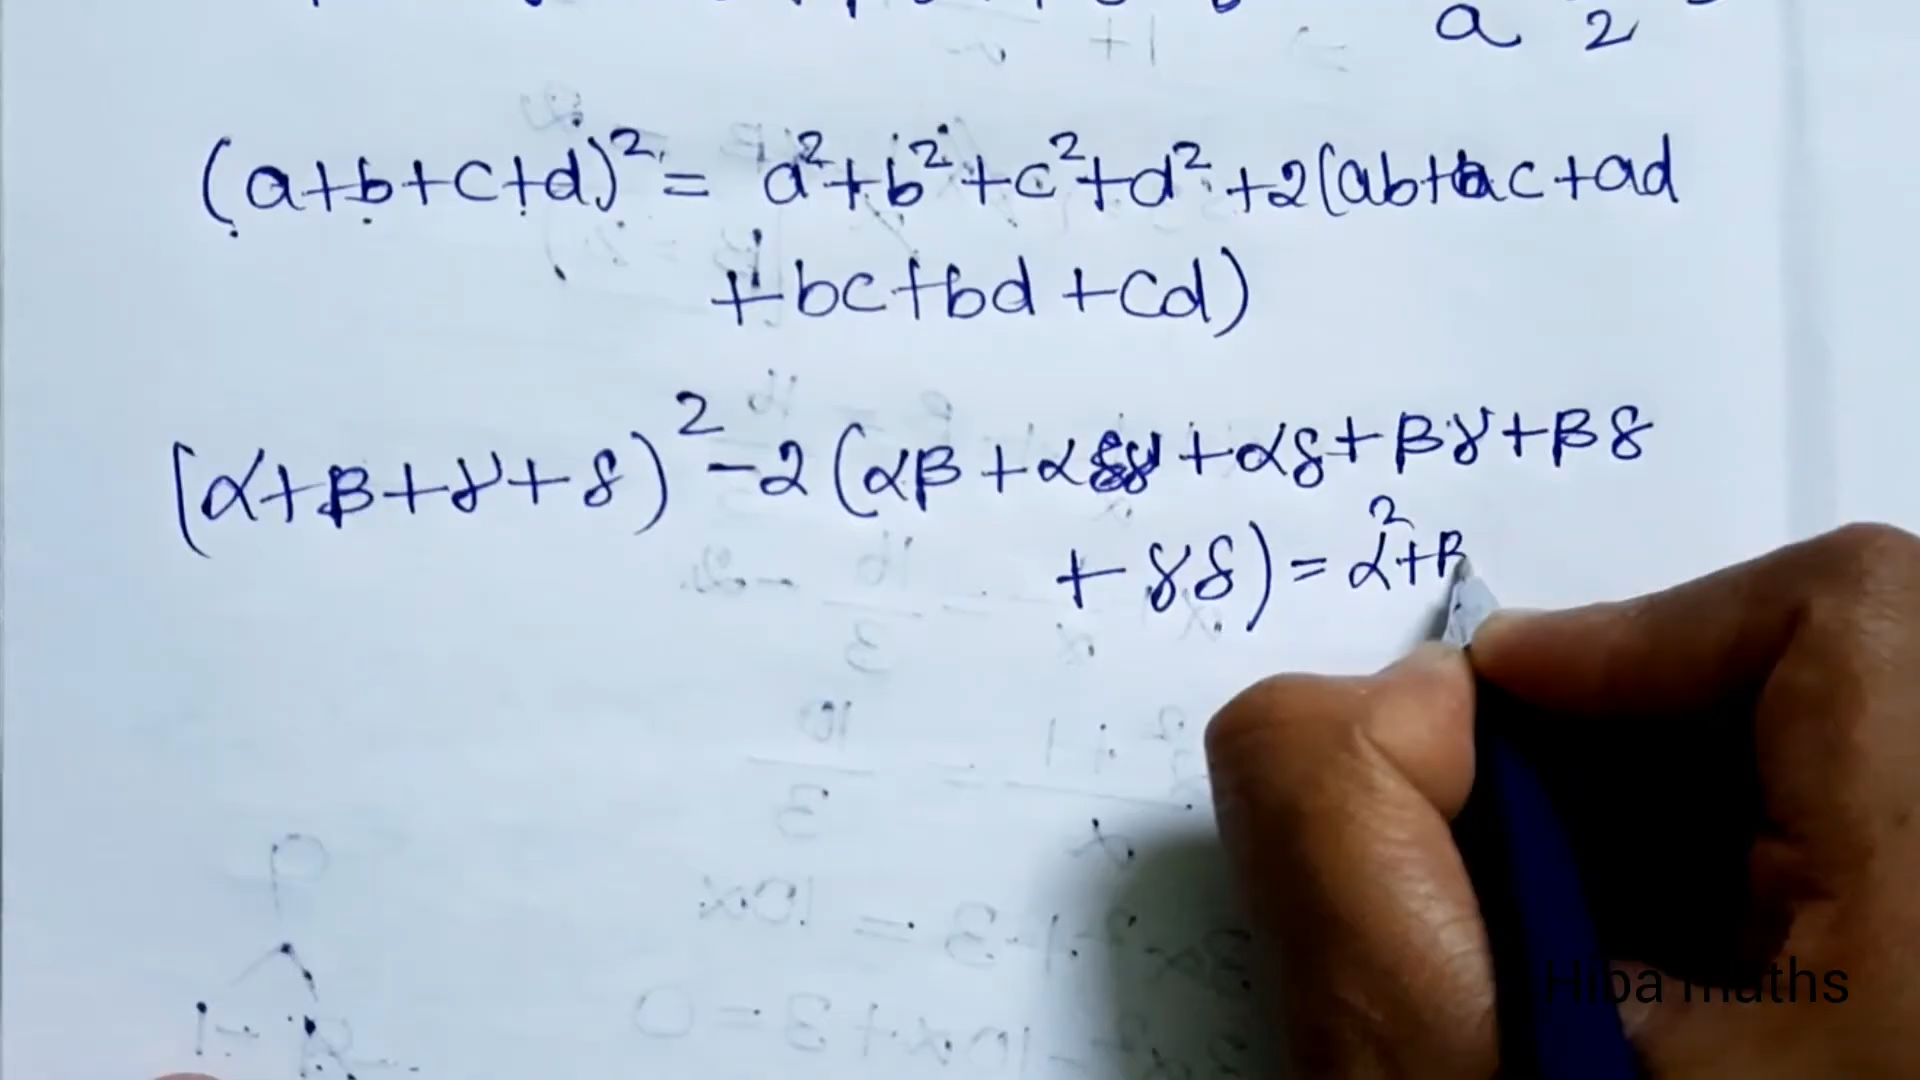 a 2
(a+b+c+d)² = a²+b²+c²+d²+2(ab+ac+ad
+bc+bd+cd)
(α+β+γ+δ)²-2(αβ+αγ+αδ+βγ+βδ
+γδ) = α²+β
Hiba maths